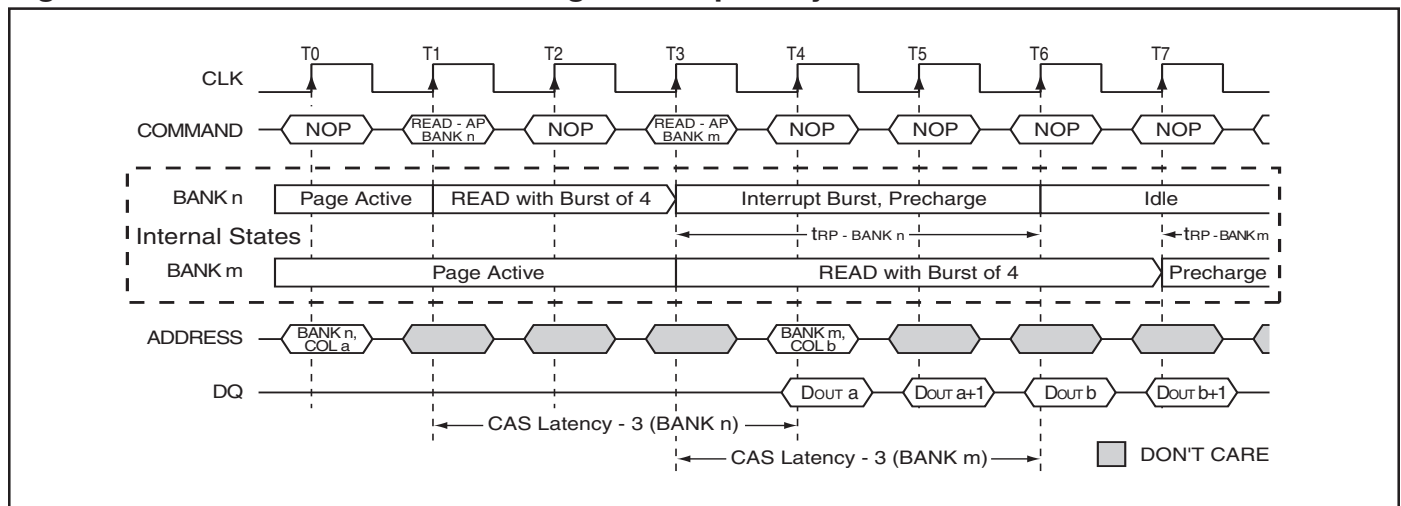 T0 T1 T2 T3 T4 T5 T6 T7
CLK
COMMAND NOP READ - AP BANK n NOP READ - AP BANK m NOP NOP NOP NOP
BANK n Page Active READ with Burst of 4 Interrupt Burst, Precharge Idle
Internal States tRP - BANK n tRP - BANK m
BANK m Page Active READ with Burst of 4 Precharge
ADDRESS BANK n, COL a BANK m, COL b
DQ DOUT a DOUT a+1 DOUT b DOUT b+1
CAS Latency - 3 (BANK n)
CAS Latency - 3 (BANK m) DON'T CARE